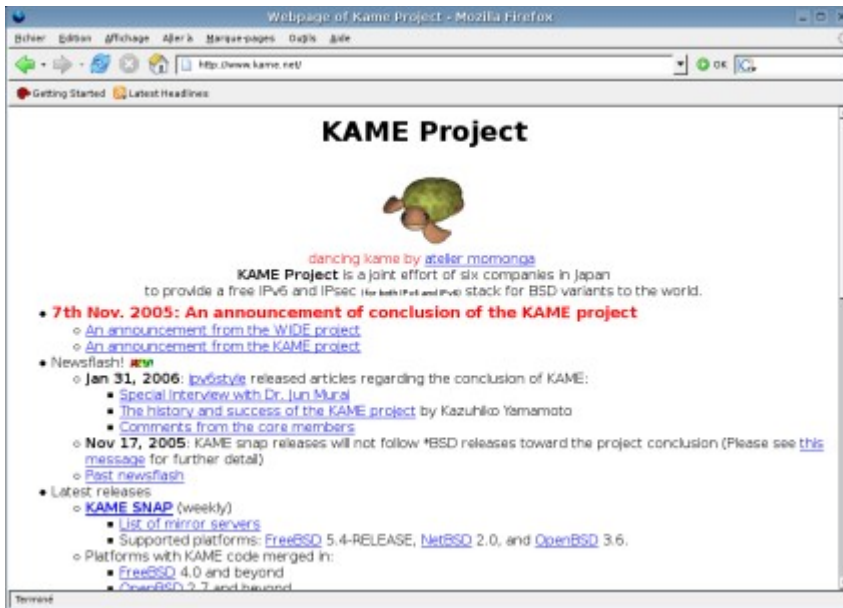 Webpage of Kame Project - Mozilla Firefox
Fichier Edition Affichage Aller à Marque-pages Outils Aide
http://www.kame.net/ OK
Getting Started Latest Headlines
KAME Project
dancing kame by atelier momonga
KAME Project is a joint effort of six companies in Japan
to provide a free IPv6 and IPsec (for both IPv4 and IPv6) stack for BSD variants to the world.
7th Nov. 2005: An announcement of conclusion of the KAME project
An announcement from the WIDE project
An announcement from the KAME project
Newsflash! NEW!
Jan 31, 2006: Ipv6style released articles regarding the conclusion of KAME:
Special Interview with Dr. Jun Murai
The history and success of the KAME project by Kazuhiko Yamamoto
Comments from the core members
Nov 17, 2005: KAME snap releases will not follow *BSD releases toward the project conclusion (Please see this
message for further detail)
Past newsflash
Latest releases
KAME SNAP (weekly)
List of mirror servers
Supported platforms: FreeBSD 5.4-RELEASE, NetBSD 2.0, and OpenBSD 3.6.
Platforms with KAME code merged in:
FreeBSD 4.0 and beyond
OpenBSD 2.7 and beyond
Terminé